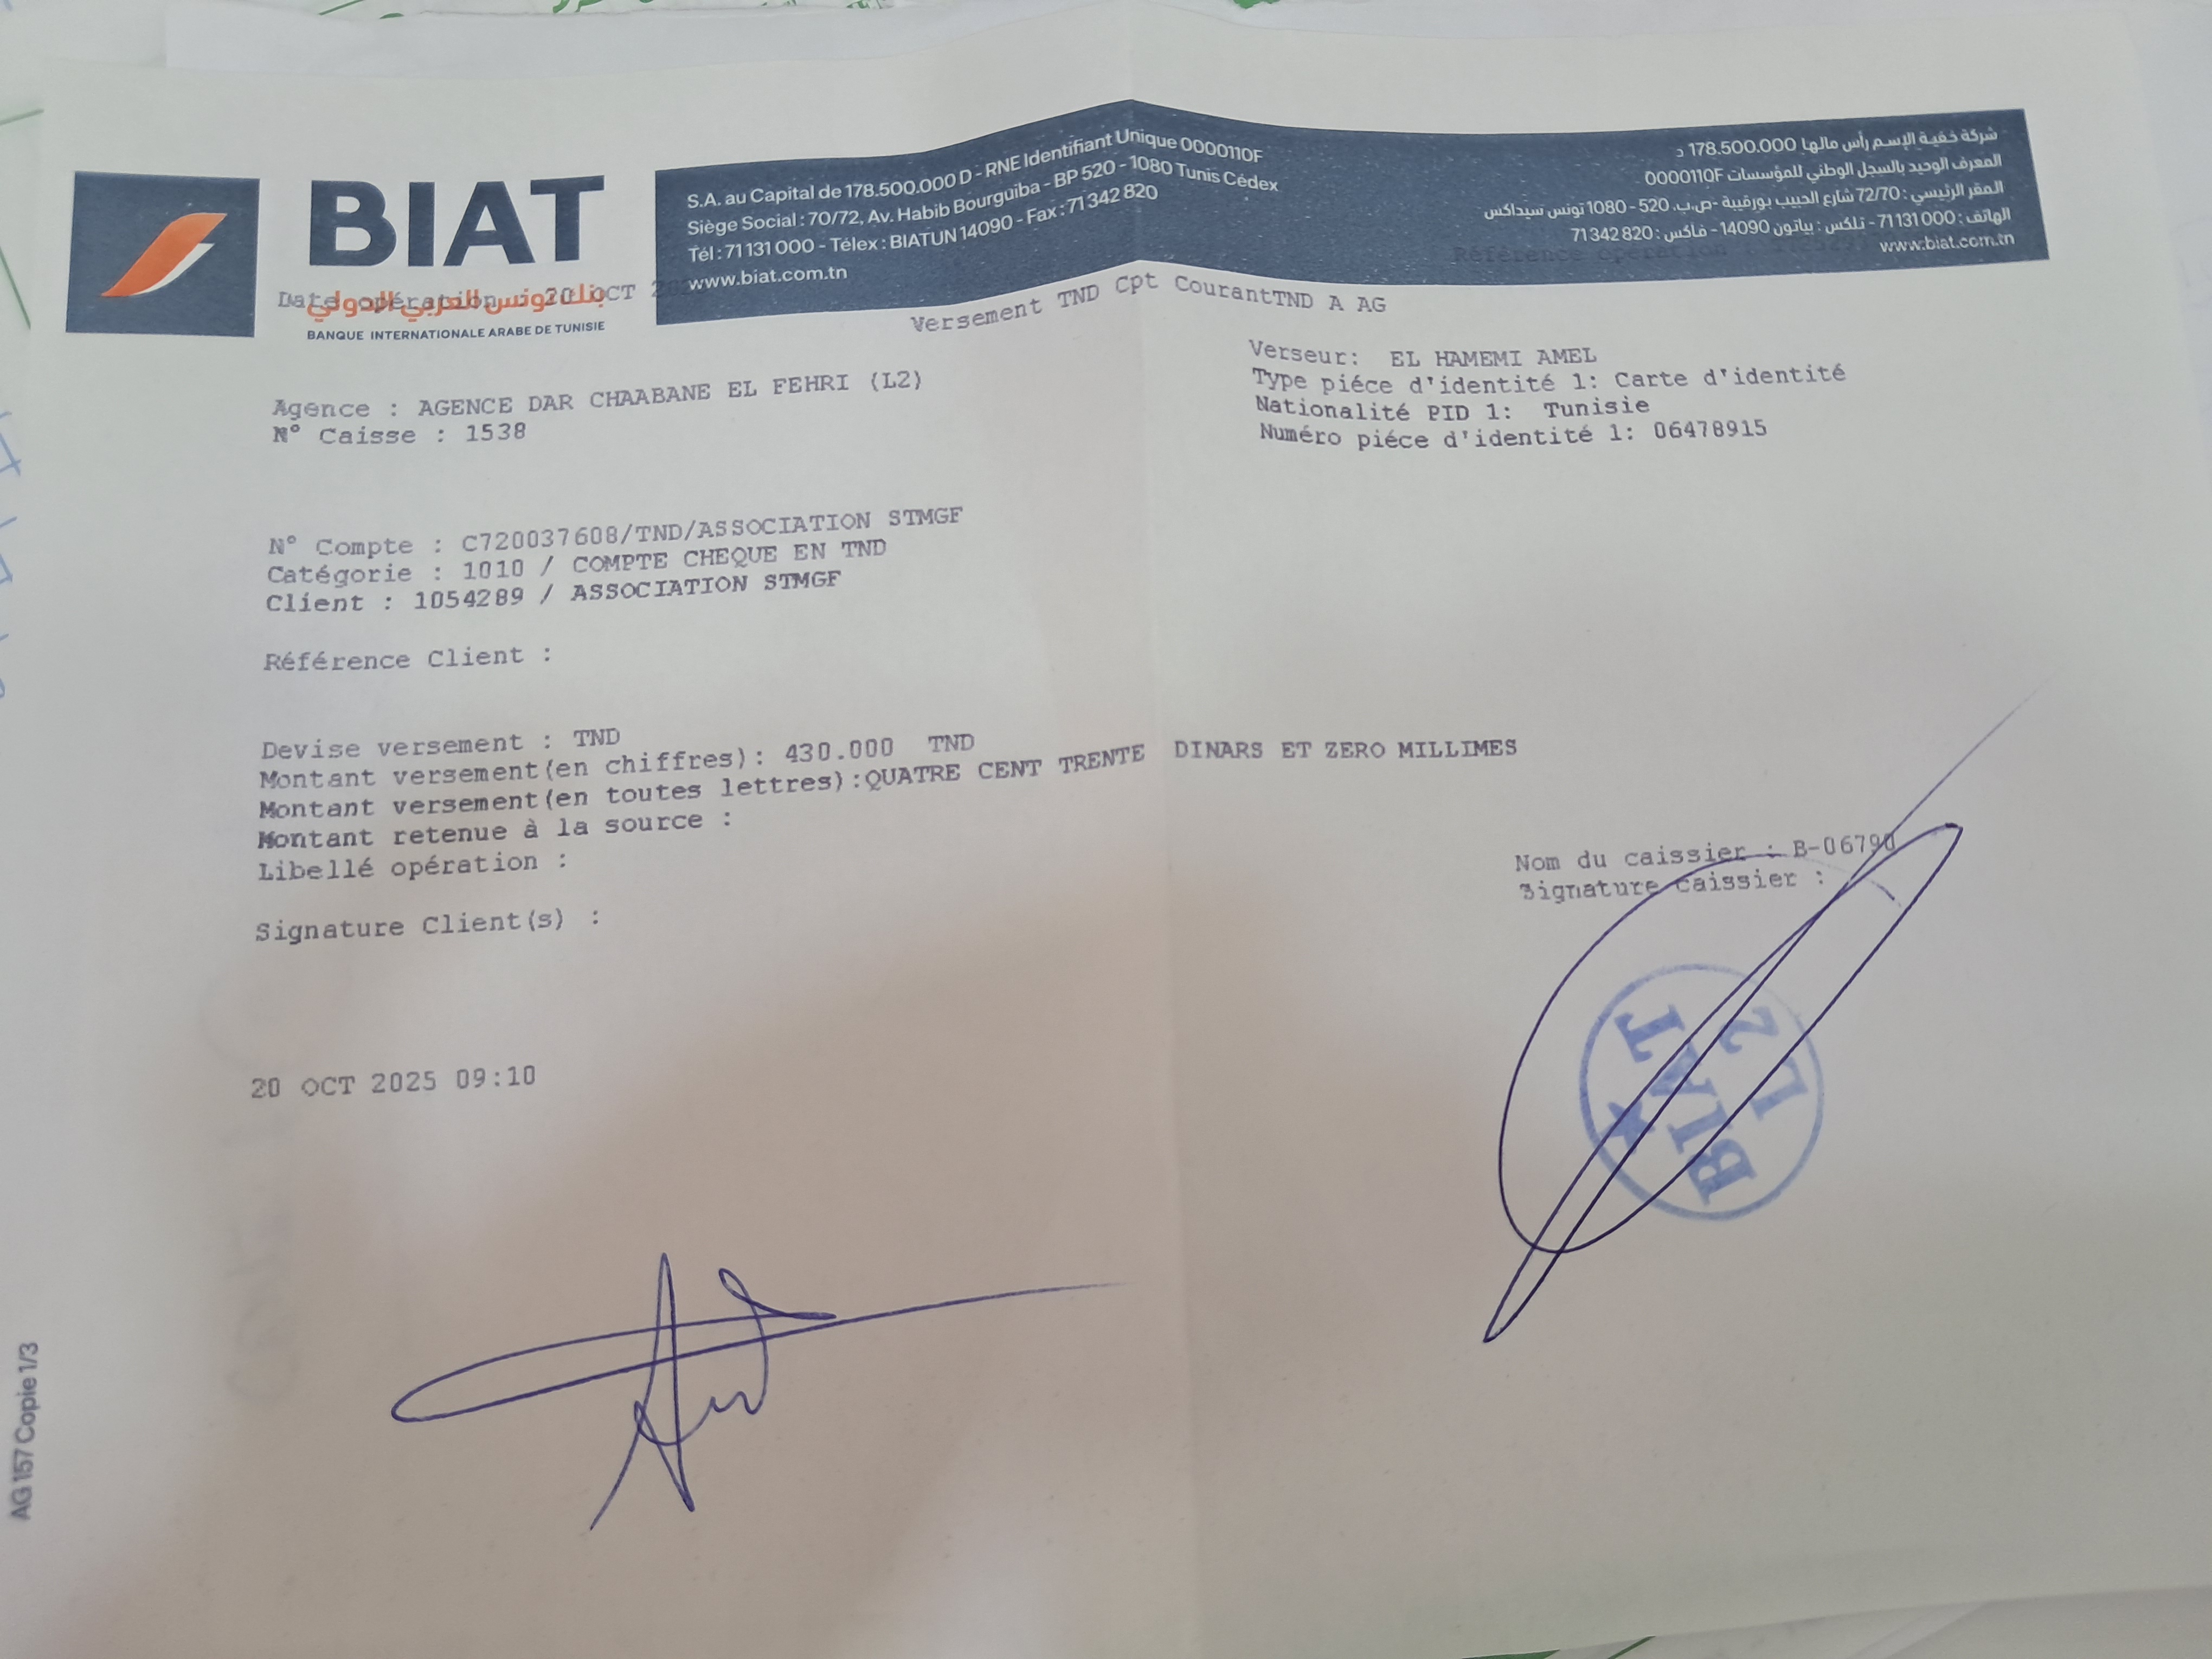 BIAT
بنك تونس العربي الدولي
BANQUE INTERNATIONALE ARABE DE TUNISIE
S.A. au Capital de 178.500.000 D - RNE Identifiant Unique 0000110F
Siège Social : 70/72, Av. Habib Bourguiba - BP 520 - 1080 Tunis Cédex
Tél : 71 131 000 - Télex : BIATUN 14090 - Fax : 71 342 820
www.biat.com.tn
شركة خفية الإسم رأس مالها 178.500.000 د
المعرف الوحيد بالسجل الوطني للمؤسسات 0000110F
المقر الرئيسي : 72/70 شارع الحبيب بورقيبة -ص.ب. 520 - 1080 تونس سيداكس
الهاتف : 71131000 - تلكس : بياتون 14090 - فاكس : 71342820
www.biat.com.tn
Date opération : 20 OCT
Référence opération
Versement TND Cpt CourantTND A AG
Agence : AGENCE DAR CHAABANE EL FEHRI (L2)
N° Caisse : 1538
Verseur: EL HAMEMI AMEL
Type piéce d'identité 1: Carte d'identité
Nationalité PID 1: Tunisie
Numéro piéce d'identité 1: 06478915
N° Compte : C720037608/TND/ASSOCIATION STMGF
Catégorie : 1010 / COMPTE CHEQUE EN TND
Client : 1054289 / ASSOCIATION STMGF
Référence Client :
Devise versement : TND
Montant versement(en chiffres): 430.000 TND
Montant versement(en toutes lettres):QUATRE CENT TRENTE DINARS ET ZERO MILLIMES
Montant retenue à la source :
Libellé opération :
Nom du caissier : B-06790
Signature caissier :
Signature Client(s) :
BIAT
L2
20 OCT 2025 09:10
AG 157 Copie 1/3